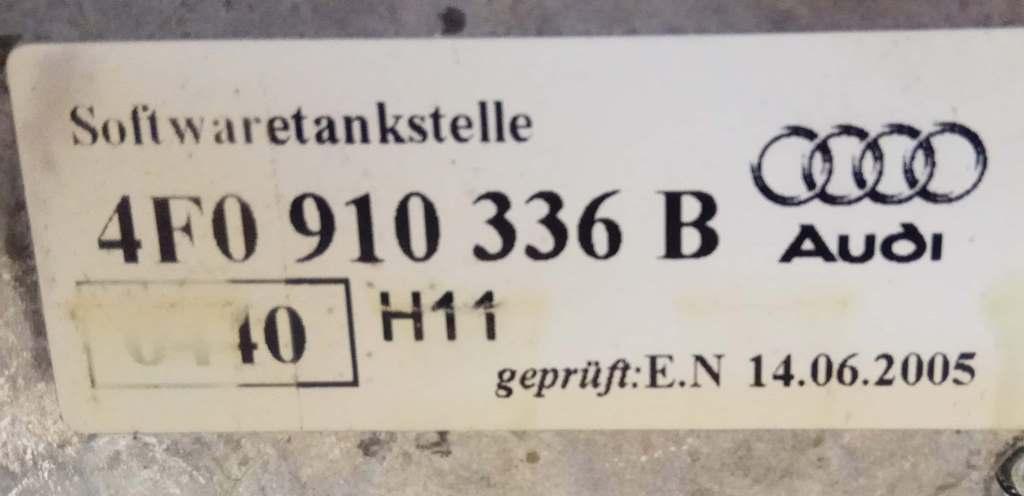 Softwaretankstelle
4F0 910 336 B
Audi
H11
geprüft:E.N 14.06.2005